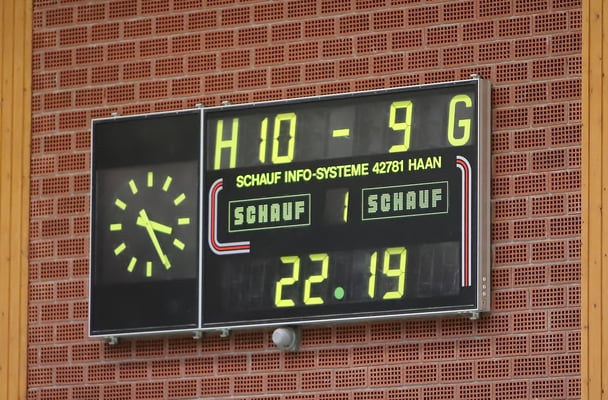 H 10 - 9 G
SCHAUF INFO-SYSTEME 42781 HAAN
SCHAUF 1 SCHAUF
22.19